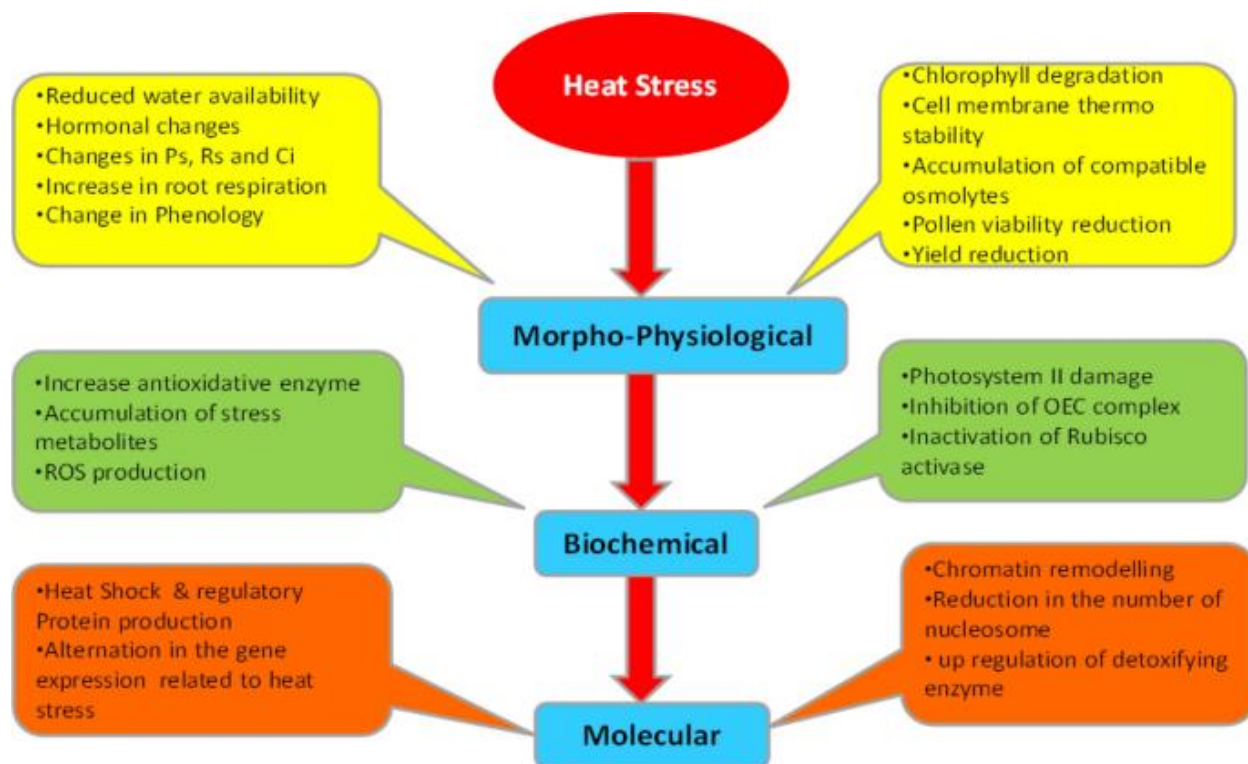 Heat Stress
•Reduced water availability
•Hormonal changes
•Changes in Ps, Rs and Ci
•Increase in root respiration
•Change in Phenology
•Chlorophyll degradation
•Cell membrane thermo
stability
•Accumulation of compatible
osmolytes
•Pollen viability reduction
•Yield reduction
Morpho-Physiological
•Increase antioxidative enzyme
•Accumulation of stress
metabolites
•ROS production
•Photosystem II damage
•Inhibition of OEC complex
•Inactivation of Rubisco
activase
Biochemical
•Heat Shock & regulatory
Protein production
•Alternation in the gene
expression related to heat
stress
•Chromatin remodelling
•Reduction in the number of
nucleosome
• up regulation of detoxifying
enzyme
Molecular